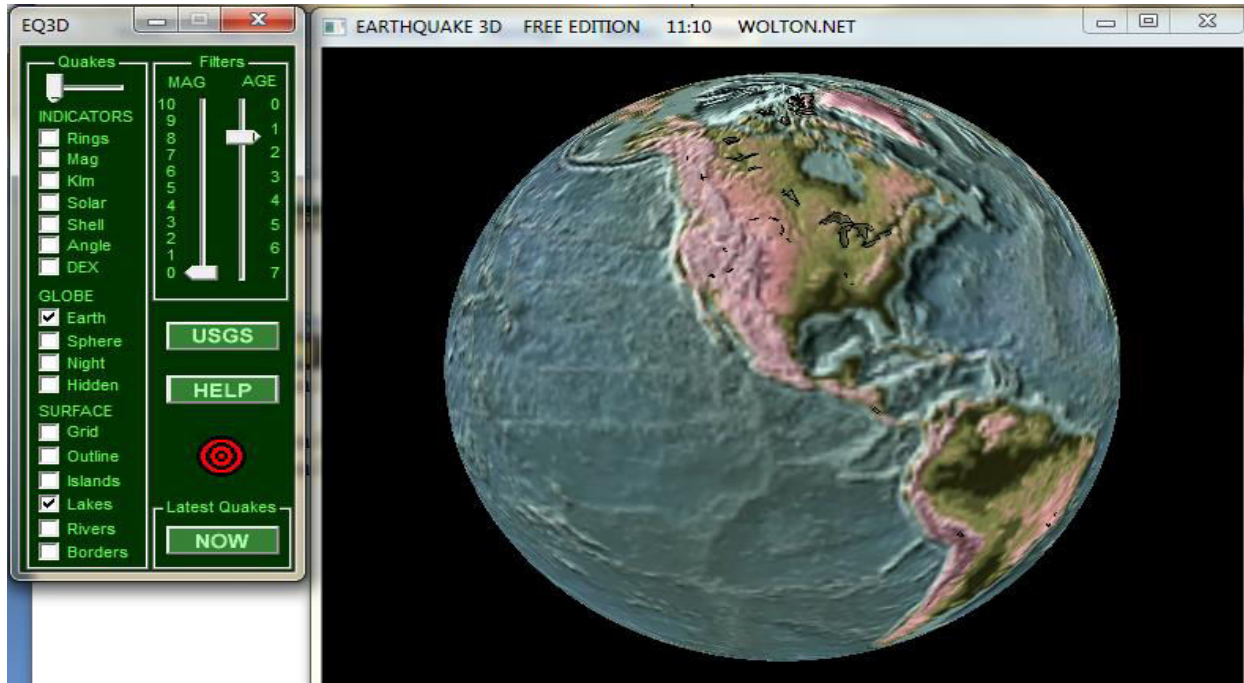 EQ3D
Quakes
INDICATORS
Rings
Mag
Klm
Solar
Shell
Angle
DEX
GLOBE
Earth
Sphere
Night
Hidden
SURFACE
Grid
Outline
Islands
Lakes
Rivers
Borders
Filters
MAG AGE
10 0
9
8 1
7 2
6
5 3
4 4
3 5
2
1 6
0 7
USGS
HELP
Latest Quakes
NOW
EARTHQUAKE 3D FREE EDITION 11:10 WOLTON.NET